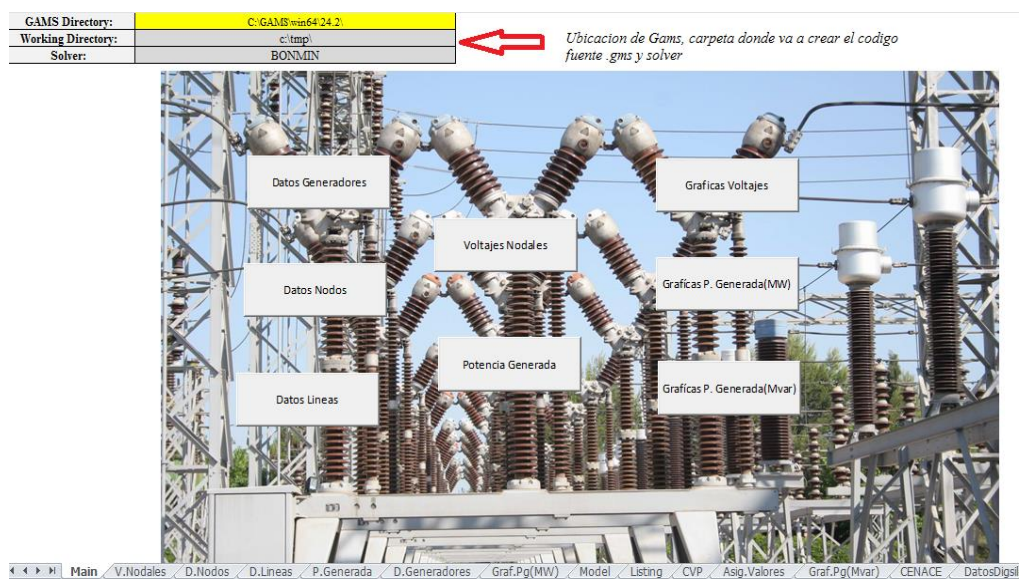 GAMS Directory: C:\GAMS\win64\24.2\
Working Directory: c:\tmp\
Solver: BONMIN
Ubicacion de Gams, carpeta donde va a crear el codigo
fuente .gms y solver
Datos Generadores
Graficas Voltajes
Voltajes Nodales
Datos Nodos
Grafícas P. Generada(MW)
Potencia Generada
Datos Lineas
Grafícas P. Generada(Mvar)
Main V.Nodales D.Nodos D.Lineas P.Generada D.Generadores Graf.Pg(MW) Model Listing CVP Asig.Valores Graf.Pg(Mvar) CENACE DatosDigsil